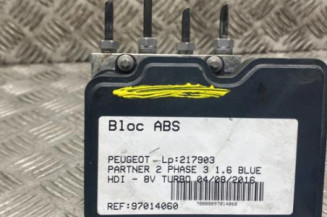 Bloc ABS
PEUGEOT - Lp:217903
PARTNER 2 PHASE 3 1.6 BLUE
HDI - 8V TURBO 04/08/2016
REF:97014060